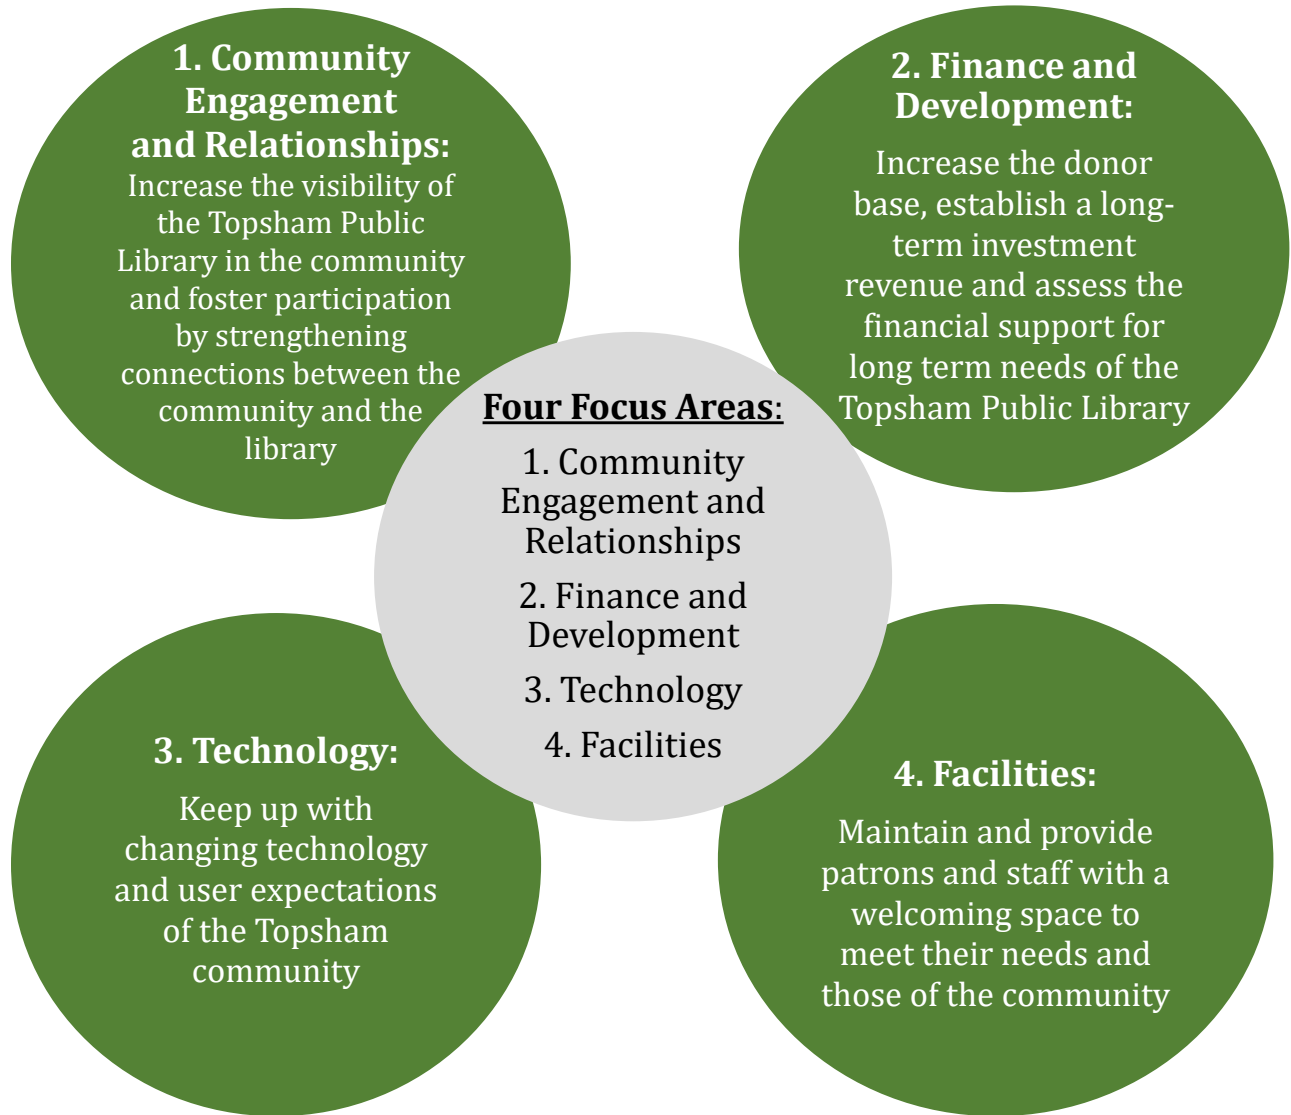 1. Community
Engagement
and Relationships:
Increase the visibility of
the Topsham Public
Library in the community
and foster participation
by strengthening
connections between the
community and the
library
2. Finance and
Development:
Increase the donor
base, establish a long-
term investment
revenue and assess the
financial support for
long term needs of the
Topsham Public Library
Four Focus Areas:
1. Community
Engagement and
Relationships
2. Finance and
Development
3. Technology
4. Facilities
3. Technology:
Keep up with
changing technology
and user expectations
of the Topsham
community
4. Facilities:
Maintain and provide
patrons and staff with a
welcoming space to
meet their needs and
those of the community